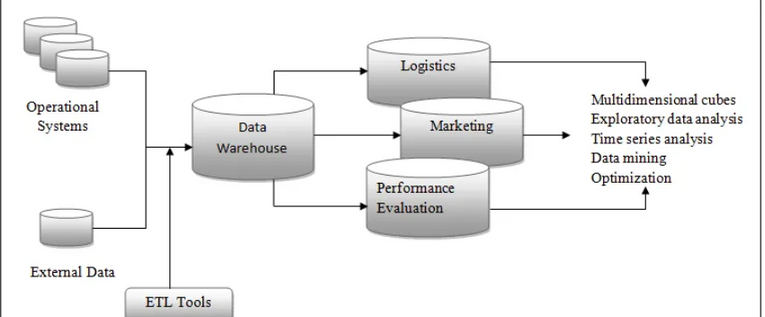 Operational
Systems
External Data
ETL Tools
Data
Warehouse
Logistics
Marketing
Performance
Evaluation
Multidimensional cubes
Exploratory data analysis
Time series analysis
Data mining
Optimization